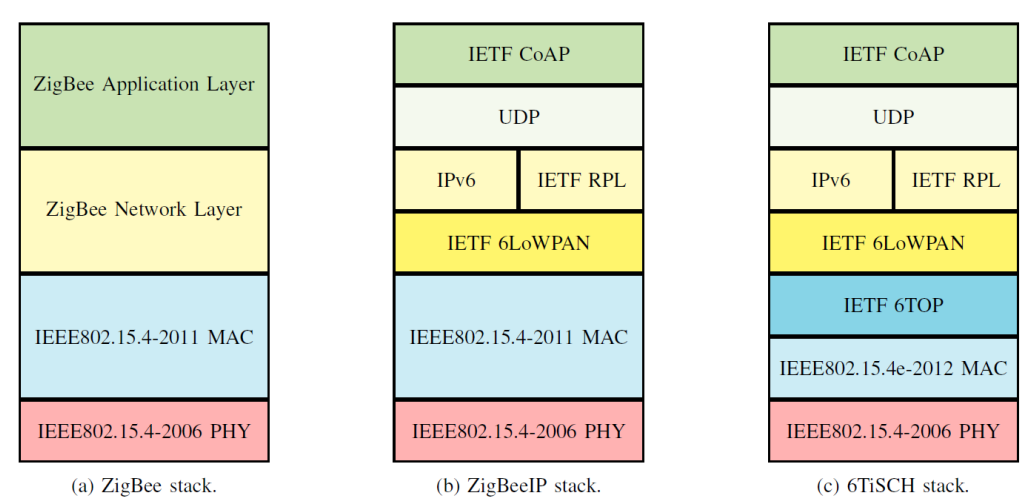 ZigBee Application Layer
ZigBee Network Layer
IEEE802.15.4-2011 MAC
IEEE802.15.4-2006 PHY
(a) ZigBee stack.
IETF CoAP
UDP
IPv6
IETF RPL
IETF 6LoWPAN
IEEE802.15.4-2011 MAC
IEEE802.15.4-2006 PHY
(b) ZigBeeIP stack.
IETF CoAP
UDP
IPv6
IETF RPL
IETF 6LoWPAN
IETF 6TOP
IEEE802.15.4e-2012 MAC
IEEE802.15.4-2006 PHY
(c) 6TiSCH stack.